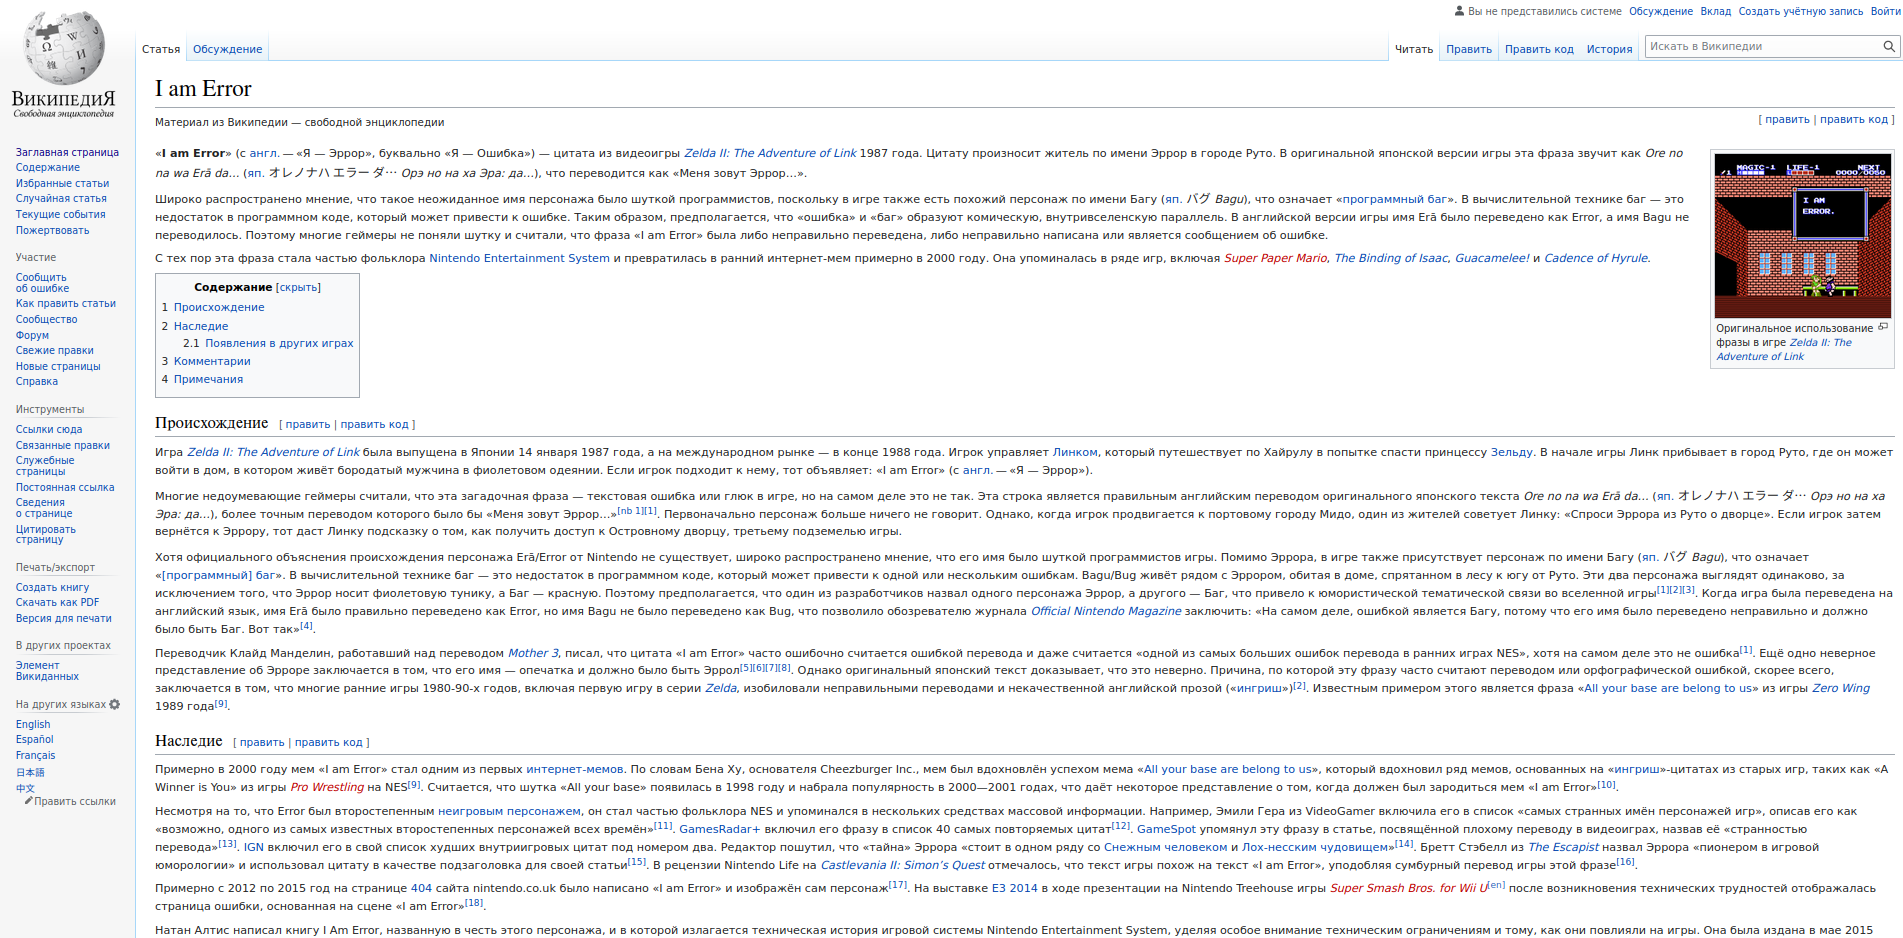 Вы не представились системе Обсуждение Вклад Создать учётную запись Войти
ВикипедиЯ
Свободная энциклопедия
Статья Обсуждение Читать Править Править код История Искать в Википедии
I am Error
Материал из Википедии — свободной энциклопедии
[ править | править код ]
«I am Error» (с англ. — «Я — Эррор», буквально «Я — Ошибка») — цитата из видеоигры Zelda II: The Adventure of Link 1987 года. Цитату произносит житель по имени Эррор в городе Руто. В оригинальной японской версии игры эта фраза звучит как Ore no
na wa Erā da... (яп. オレノナハ エラー ダ… Орэ но на ха Эра: да...), что переводится как «Меня зовут Эррор...».
Широко распространено мнение, что такое неожиданное имя персонажа было шуткой программистов, поскольку в игре также есть похожий персонаж по имени Багу (яп. バグ Bagu), что означает «программный баг». В вычислительной технике баг — это
недостаток в программном коде, который может привести к ошибке. Таким образом, предполагается, что «ошибка» и «баг» образуют комическую, внутривселенскую параллель. В английской версии игры имя Erā было переведено как Error, а имя Bagu не
переводилось. Поэтому многие геймеры не поняли шутку и считали, что фраза «I am Error» была либо неправильно переведена, либо неправильно написана или является сообщением об ошибке.
С тех пор эта фраза стала частью фольклора Nintendo Entertainment System и превратилась в ранний интернет-мем примерно в 2000 году. Она упоминалась в ряде игр, включая Super Paper Mario, The Binding of Isaac, Guacamelee! и Cadence of Hyrule.
MAGIC-1 LIFE-1 NEXT
/1 0000/0050
I AM
ERROR.
Оригинальное использование
фразы в игре Zelda II: The
Adventure of Link
Содержание [скрыть]
1 Происхождение
2 Наследие
2.1 Появления в других играх
3 Комментарии
4 Примечания
Происхождение [ править | править код ]
Игра Zelda II: The Adventure of Link была выпущена в Японии 14 января 1987 года, а на международном рынке — в конце 1988 года. Игрок управляет Линком, который путешествует по Хайрулу в попытке спасти принцессу Зельду. В начале игры Линк прибывает в город Руто, где он может
войти в дом, в котором живёт бородатый мужчина в фиолетовом одеянии. Если игрок подходит к нему, тот объявляет: «I am Error» (с англ. — «Я — Эррор»).
Многие недоумевающие геймеры считали, что эта загадочная фраза — текстовая ошибка или глюк в игре, но на самом деле это не так. Эта строка является правильным английским переводом оригинального японского текста Ore no na wa Erā da... (яп. オレノナハ エラー ダ… Орэ но на ха
Эра: да...), более точным переводом которого было бы «Меня зовут Эррор...»[nb 1][1]. Первоначально персонаж больше ничего не говорит. Однако, когда игрок продвигается к портовому городу Мидо, один из жителей советует Линку: «Спроси Эррора из Руто о дворце». Если игрок затем
вернётся к Эррору, тот даст Линку подсказку о том, как получить доступ к Островному дворцу, третьему подземелью игры.
Хотя официального объяснения происхождения персонажа Erā/Error от Nintendo не существует, широко распространено мнение, что его имя было шуткой программистов игры. Помимо Эррора, в игре также присутствует персонаж по имени Багу (яп. バグ Bagu), что означает
«[программный] баг». В вычислительной технике баг — это недостаток в программном коде, который может привести к одной или нескольким ошибкам. Bagu/Bug живёт рядом с Эррором, обитая в доме, спрятанном в лесу к югу от Руто. Эти два персонажа выглядят одинаково, за
исключением того, что Эррор носит фиолетовую тунику, а Баг — красную. Поэтому предполагается, что один из разработчиков назвал одного персонажа Эррор, а другого — Баг, что привело к юмористической тематической связи во вселенной игры[1][2][3]. Когда игра была переведена на
английский язык, имя Erā было правильно переведено как Error, но имя Bagu не было переведено как Bug, что позволило обозревателю журнала Official Nintendo Magazine заключить: «На самом деле, ошибкой является Багу, потому что его имя было переведено неправильно и должно
было быть Баг. Вот так»[4].
Переводчик Клайд Манделин, работавший над переводом Mother 3, писал, что цитата «I am Error» часто ошибочно считается ошибкой перевода и даже считается «одной из самых больших ошибок перевода в ранних играх NES», хотя на самом деле это не ошибка[1]. Ещё одно неверное
представление об Эрроре заключается в том, что его имя — опечатка и должно было быть Эррол[5][6][7][8]. Однако оригинальный японский текст доказывает, что это неверно. Причина, по которой эту фразу часто считают переводом или орфографической ошибкой, скорее всего,
заключается в том, что многие ранние игры 1980-90-х годов, включая первую игру в серии Zelda, изобиловали неправильными переводами и некачественной английской прозой («ингриш»)[2]. Известным примером этого является фраза «All your base are belong to us» из игры Zero Wing
1989 года[9].
Наследие [ править | править код ]
Примерно в 2000 году мем «I am Error» стал одним из первых интернет-мемов. По словам Бена Ху, основателя Cheezburger Inc., мем был вдохновлён успехом мема «All your base are belong to us», который вдохновил ряд мемов, основанных на «ингриш»-цитатах из старых игр, таких как «A
Winner is You» из игры Pro Wrestling на NES[9]. Считается, что шутка «All your base» появилась в 1998 году и набрала популярность в 2000—2001 годах, что даёт некоторое представление о том, когда должен был зародиться мем «I am Error»[10].
Несмотря на то, что Error был второстепенным неигровым персонажем, он стал частью фольклора NES и упоминался в нескольких средствах массовой информации. Например, Эмили Гера из VideoGamer включила его в список «самых странных имён персонажей игр», описав его как
«возможно, одного из самых известных второстепенных персонажей всех времён»[11]. GamesRadar+ включил его фразу в список 40 самых повторяемых цитат[12]. GameSpot упомянул эту фразу в статье, посвящённой плохому переводу в видеоиграх, назвав её «странностью
перевода»[13]. IGN включил его в свой список худших внутриигровых цитат под номером два. Редактор пошутил, что «тайна» Эррора «стоит в одном ряду со Снежным человеком и Лох-несским чудовищем»[14]. Бретт Стэбелл из The Escapist назвал Эррора «пионером в игровой
юморологии» и использовал цитату в качестве подзаголовка для своей статьи[15]. В рецензии Nintendo Life на Castlevania II: Simon's Quest отмечалось, что текст игры похож на текст «I am Error», уподобляя сумбурный перевод игры этой фразе[16].
Примерно с 2012 по 2015 год на странице 404 сайта nintendo.co.uk было написано «I am Error» и изображён сам персонаж[17]. На выставке E3 2014 в ходе презентации на Nintendo Treehouse игры Super Smash Bros. for Wii U[en] после возникновения технических трудностей отображалась
страница ошибки, основанная на сцене «I am Error»[18].
Натан Алтис написал книгу I Am Error, названную в честь этого персонажа, и в которой излагается техническая история игровой системы Nintendo Entertainment System, уделяя особое внимание техническим ограничениям и тому, как они повлияли на игры. Она была издана в мае 2015
Заглавная страница
Содержание
Избранные статьи
Случайная статья
Текущие события
Пожертвовать
Участие
Сообщить
об ошибке
Как править статьи
Сообщество
Форум
Свежие правки
Новые страницы
Справка
Инструменты
Ссылки сюда
Связанные правки
Служебные
страницы
Постоянная ссылка
Сведения
о странице
Цитировать
страницу
Печать/экспорт
Создать книгу
Скачать как PDF
Версия для печати
В других проектах
Элемент
Викиданных
На других языках
English
Español
Français
日本語
中文
Править ссылки